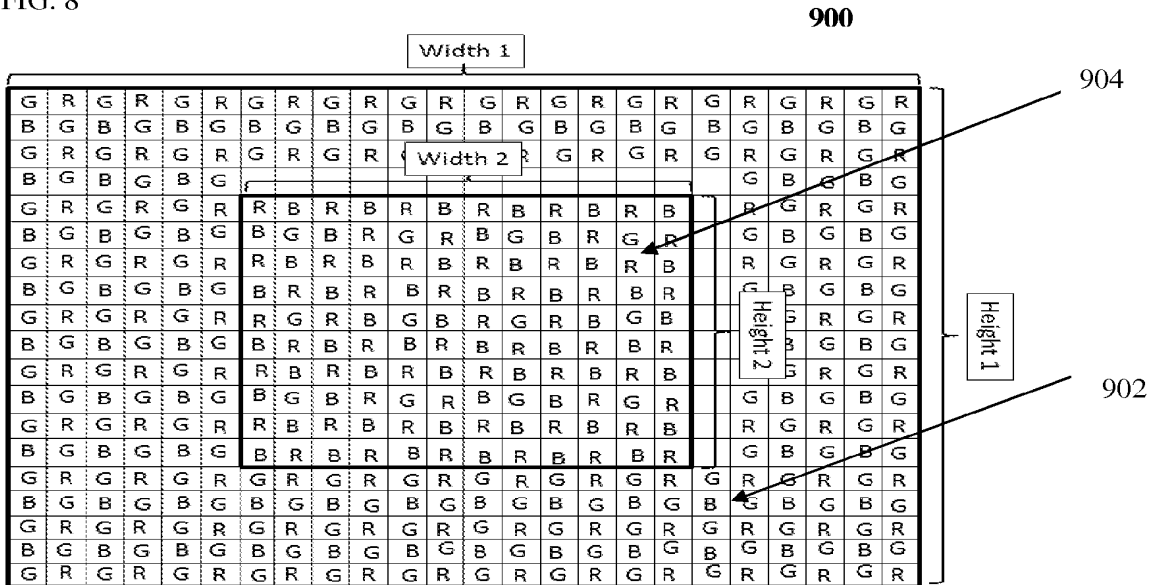 FIG. 8
900
Width 1
904
G R G R G R G R G R G R G R G R G R G R G R G R
B G B G B G B G B G B G B G B G B G B G B G B G
G R G R G R G R G R Width 2 G R G R G R G R G R
B G B G B G G B G B G
G R G R G R R B R B R B R B R B R B R G R G R
B G B G B G B G B R G R B G B R G R G B G B G
G R G R G R R B R B R B R B R B R B R G R G R
B G B G B G B R B R B R B R B R B R G B G B G
G R G R G R R G R B G B R G R B G B G R G R
B G B G B G B R B R B R B R B R B R B G B G
G R G R G R R B R B R B R B R B R B G R G R
B G B G B G B G B R G R B G B R G R G B G B G
G R G R G R R B R B R B R B R B R B R G R G R
B G B G B G B R B R B R B R B R B R G B G B G
G R G R G R G R G R G R G R G R G R G R G R G R
B G B G B G B G B G B G B G B G B G B G B G B G
G R G R G R G R G R G R G R G R G R G R G R G R
B G B G B G B G B G B G B G B G B G B G B G B G
G R G R G R G R G R G R G R G R G R G R G R G R
Height 2
Height 1
902